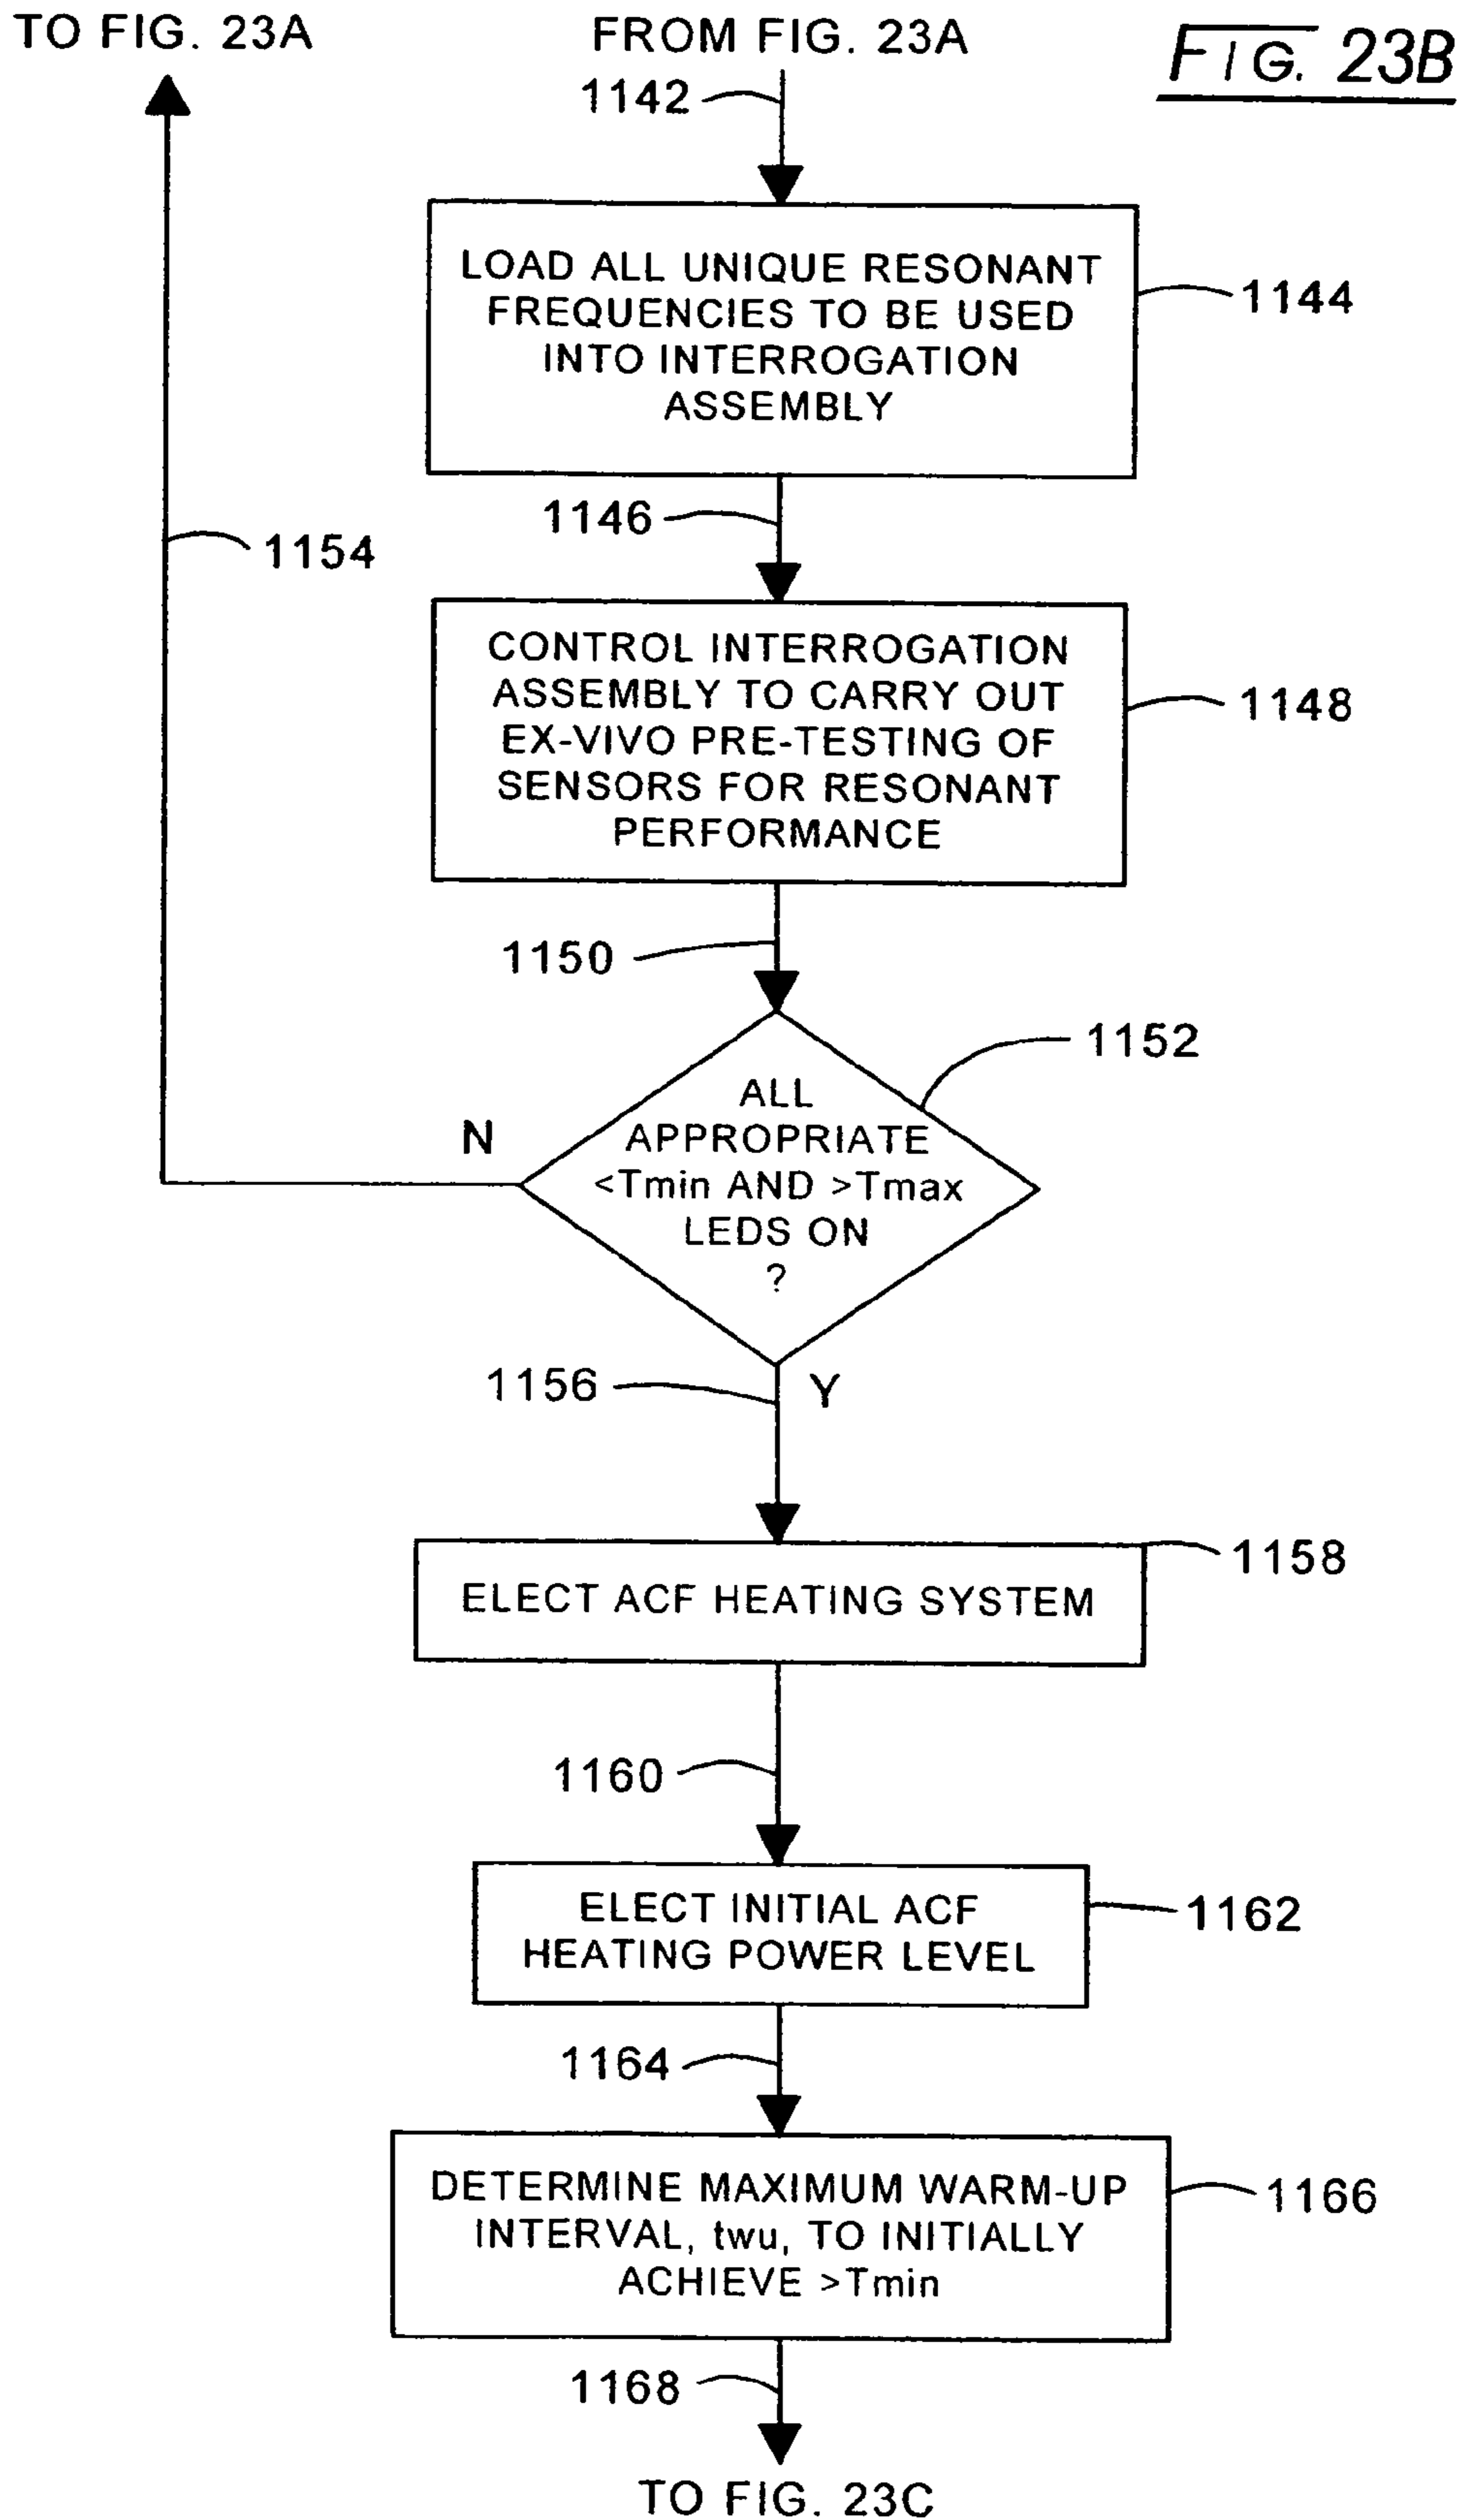 TO FIG. 23A
FROM FIG. 23A
FIG. 23B
1142
LOAD ALL UNIQUE RESONANT
FREQUENCIES TO BE USED
INTO INTERROGATION
ASSEMBLY
1144
1146
1154
CONTROL INTERROGATION
ASSEMBLY TO CARRY OUT
EX-VIVO PRE-TESTING OF
SENSORS FOR RESONANT
PERFORMANCE
1148
1150
1152
ALL
APPROPRIATE
<Tmin AND >Tmax
LEDS ON
?
N
1156
Y
1158
ELECT ACF HEATING SYSTEM
1160
ELECT INITIAL ACF
HEATING POWER LEVEL
1162
1164
DETERMINE MAXIMUM WARM-UP
INTERVAL, twu, TO INITIALLY
ACHIEVE >Tmin
1166
1168
TO FIG. 23C